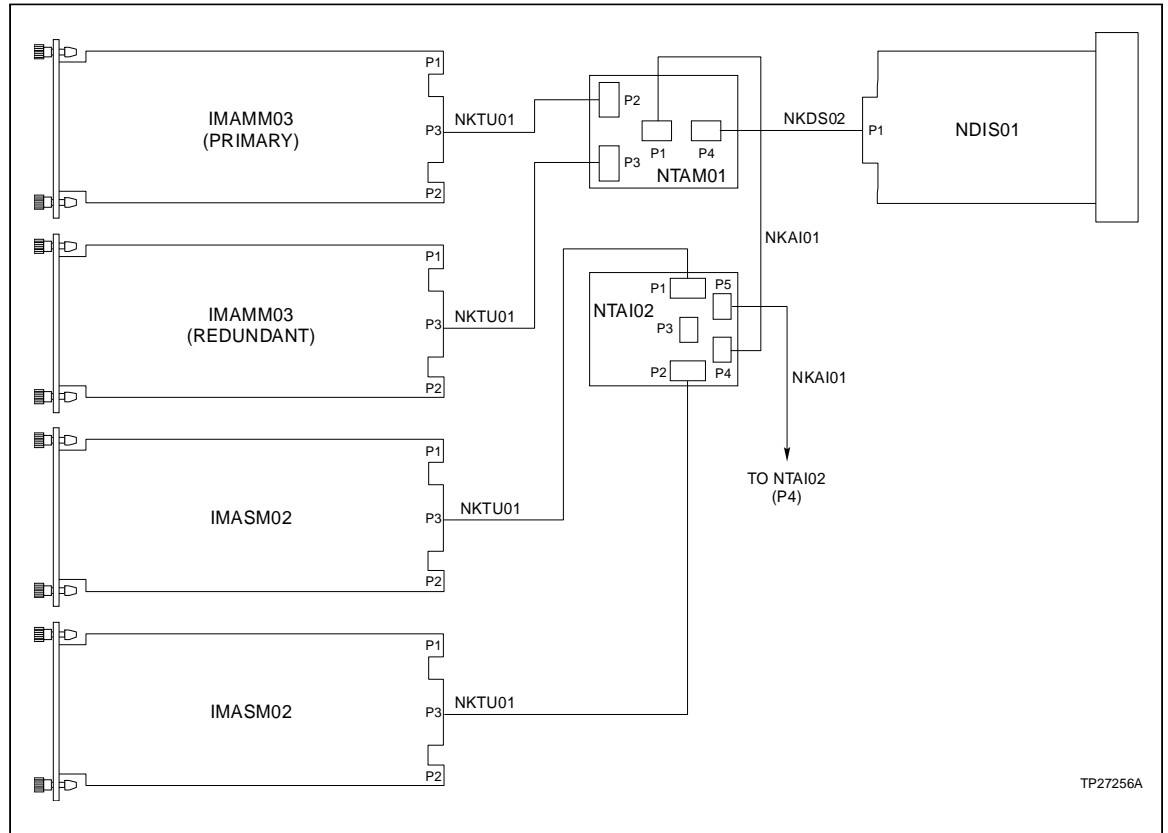 P1
IMAMM03
(PRIMARY)
P3
P2
NKTU01
P2
P3
P1
P4
NTAM01
NKDS02
P1
NDIS01
NKAI01
P1
IMAMM03
(REDUNDANT)
P3
P2
NKTU01
P1
P5
NTAI02
P3
P2
P4
NKAI01
TO NTAI02
(P4)
P1
IMASM02
P3
P2
NKTU01
P1
IMASM02
P3
P2
NKTU01
TP27256A